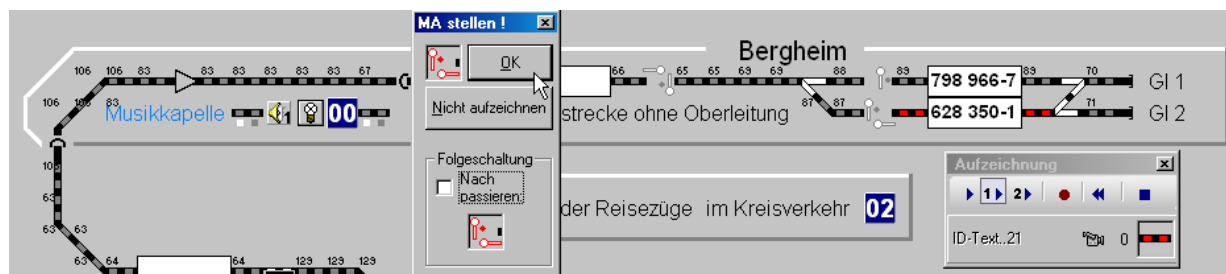 MA stellen !
OK
Nicht aufzeichnen
Folgeschaltung
Nach
passieren
Bergheim
106 106 83 83 83 83 83 83 67
66 65 65 69 69 88 89 798 966-7 89 70 Gl 1
106 83
Musikkapelle 1 00
strecke ohne Oberleitung
87 87 628 350-1 71 Gl 2
63
63 63
63 64 64 129 129 129
der Reisezüge im Kreisverkehr 02
Aufzeichnung
1 2
ID-Text..21 0